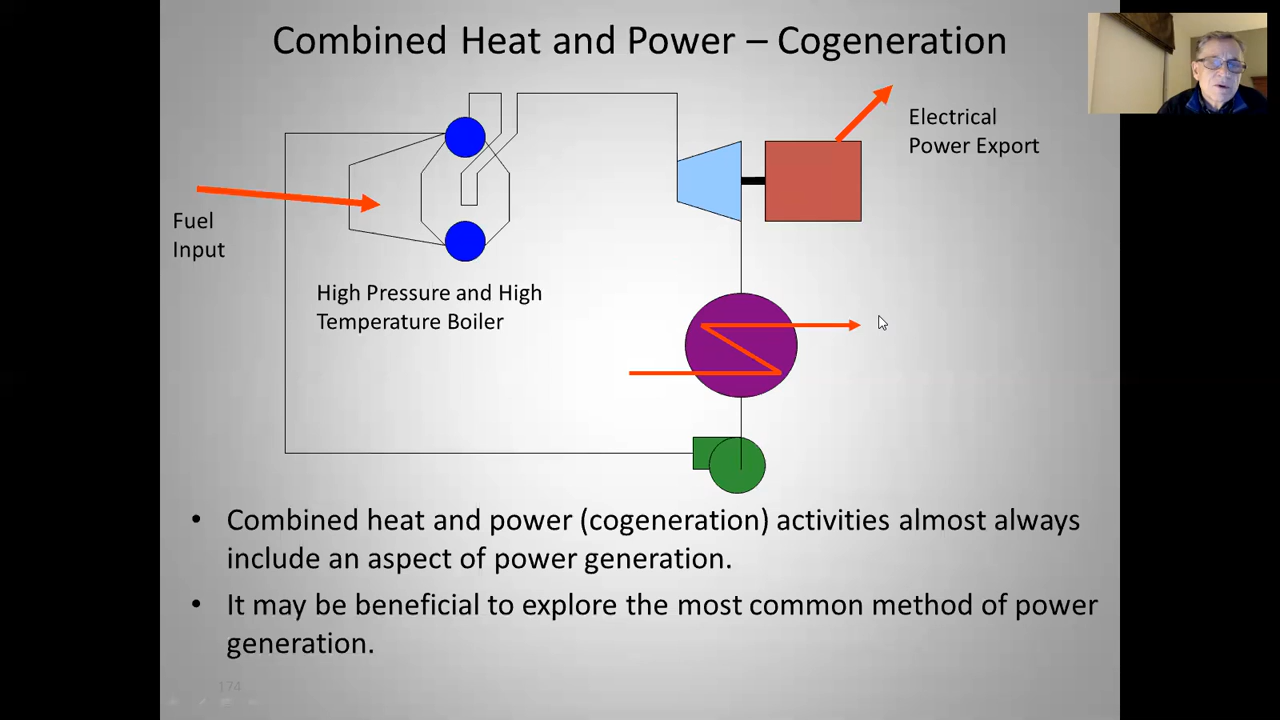 Combined Heat and Power – Cogeneration
Electrical
Power Export
Fuel
Input
High Pressure and High
Temperature Boiler
• Combined heat and power (cogeneration) activities almost always
include an aspect of power generation.
• It may be beneficial to explore the most common method of power
generation.
174